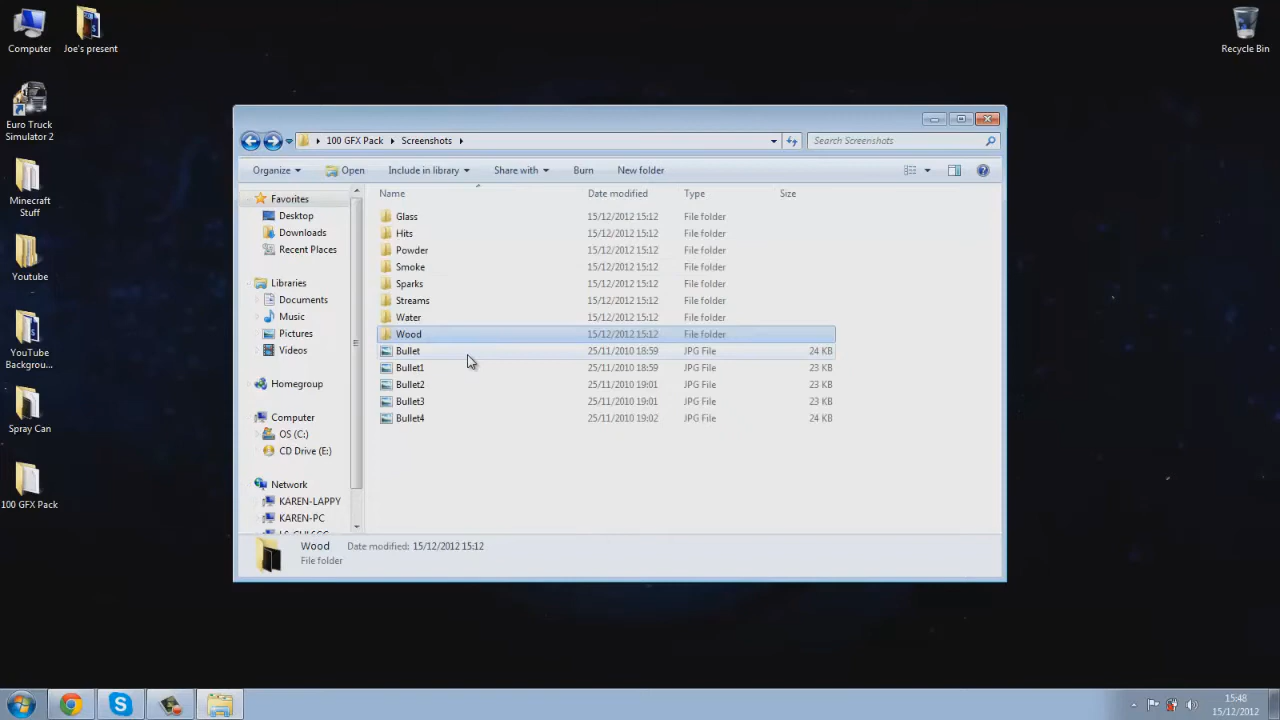 Computer
Joe's present
Recycle Bin
Euro Truck
Simulator 2
Minecraft
Stuff
Youtube
YouTube
Backgrou...
Spray Can
100 GFX Pack
100 GFX Pack Screenshots
Search Screenshots
Organize Open Include in library Share with Burn New folder
Favorites
Desktop
Downloads
Recent Places
Libraries
Documents
Music
Pictures
Videos
Homegroup
Computer
OS (C:)
CD Drive (E:)
Network
KAREN-LAPPY
KAREN-PC
Name Date modified Type Size
Glass 15/12/2012 15:12 File folder
Hits 15/12/2012 15:12 File folder
Powder 15/12/2012 15:12 File folder
Smoke 15/12/2012 15:12 File folder
Sparks 15/12/2012 15:12 File folder
Streams 15/12/2012 15:12 File folder
Water 15/12/2012 15:12 File folder
Wood 15/12/2012 15:12 File folder
Bullet 25/11/2010 18:59 JPG File 24 KB
Bullet1 25/11/2010 18:59 JPG File 23 KB
Bullet2 25/11/2010 19:01 JPG File 23 KB
Bullet3 25/11/2010 19:01 JPG File 23 KB
Bullet4 25/11/2010 19:02 JPG File 24 KB
Wood Date modified: 15/12/2012 15:12
File folder
15:48
15/12/2012